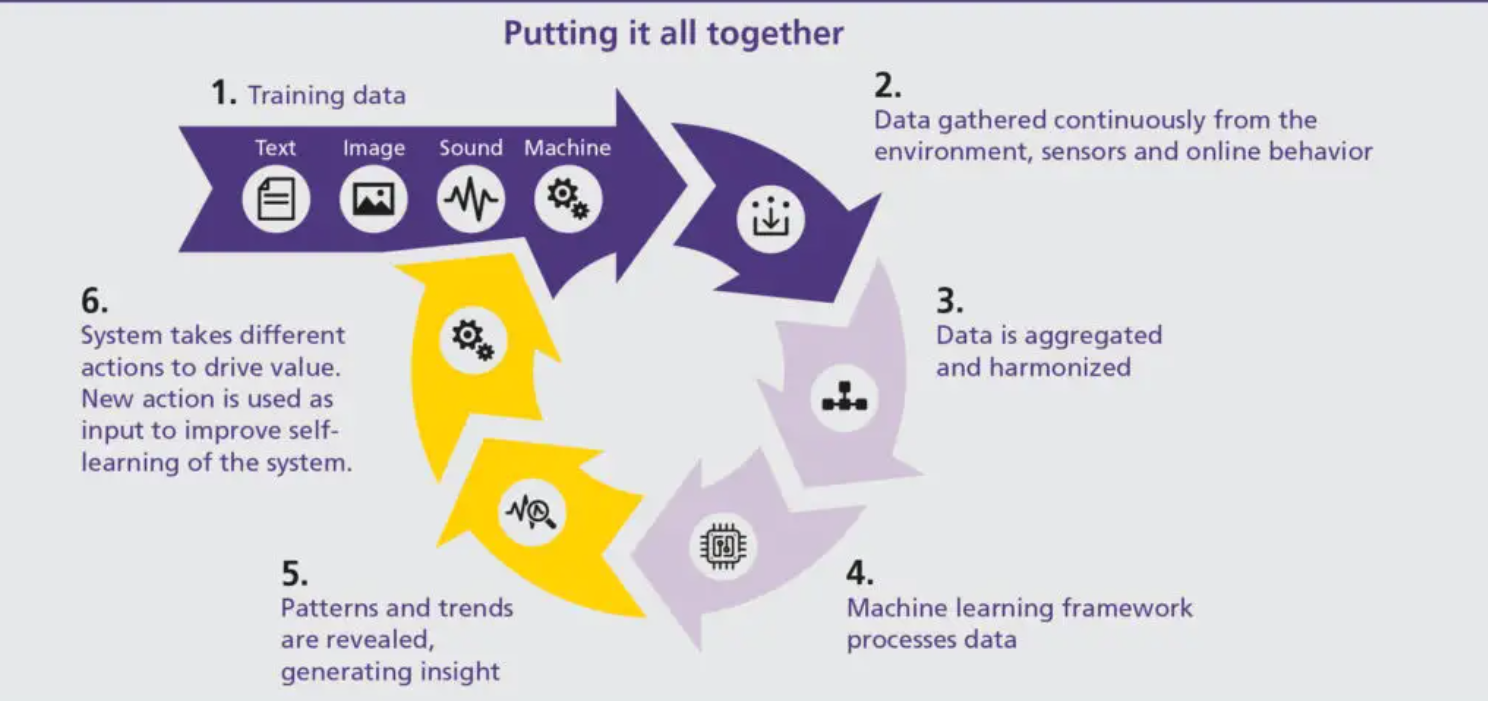 Putting it all together
1. Training data
Text Image Sound Machine
2.
Data gathered continuously from the
environment, sensors and online behavior
3.
Data is aggregated
and harmonized
4.
Machine learning framework
processes data
5.
Patterns and trends
are revealed,
generating insight
6.
System takes different
actions to drive value.
New action is used as
input to improve self-
learning of the system.